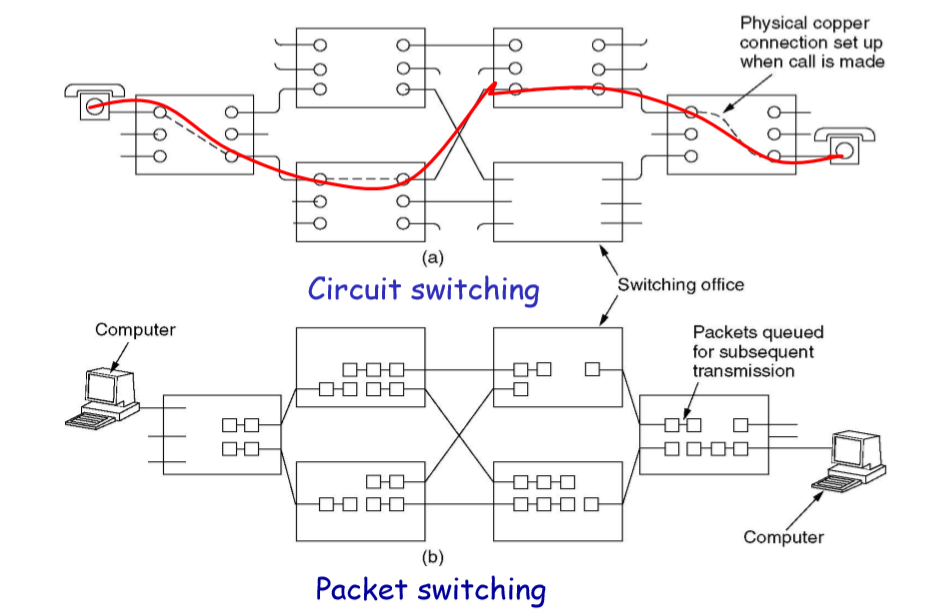 Physical copper
connection set up
when call is made
(a)
Circuit switching
Switching office
Computer
Packets queued
for subsequent
transmission
Computer
(b)
Packet switching